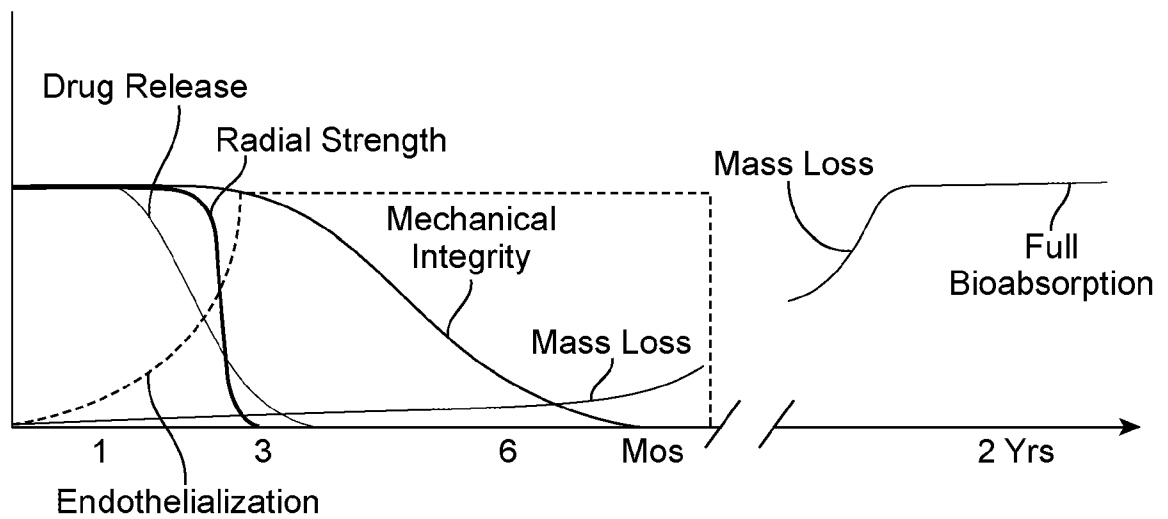 Drug Release
Radial Strength
Mass Loss
Mechanical
Integrity
Full
Bioabsorption
Mass Loss
1
3
6
Mos
2 Yrs
Endothelialization